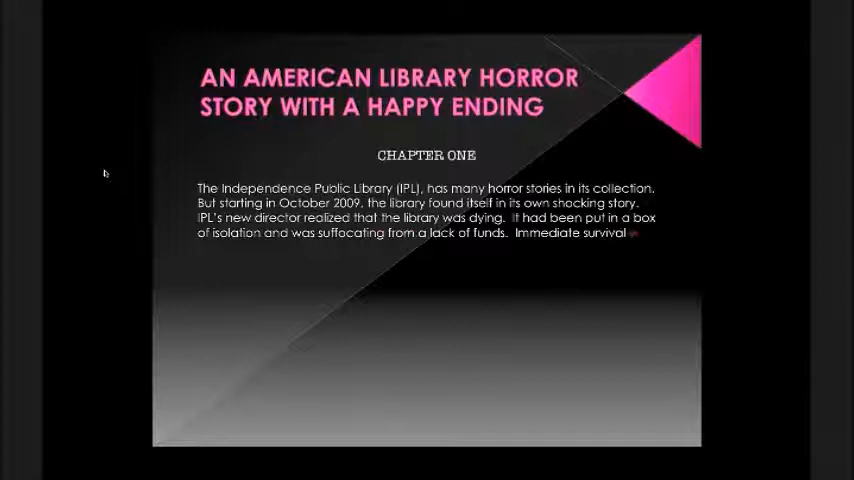 AN AMERICAN LIBRARY HORROR
STORY WITH A HAPPY ENDING
CHAPTER ONE
The Independence Public Library (IPL), has many horror stories in its collection.
But starting in October 2009, the library found itself in its own shocking story.
IPL's new director realized that the library was dying.  It had been put in a box
of isolation and was suffocating from a lack of funds.  Immediate survival